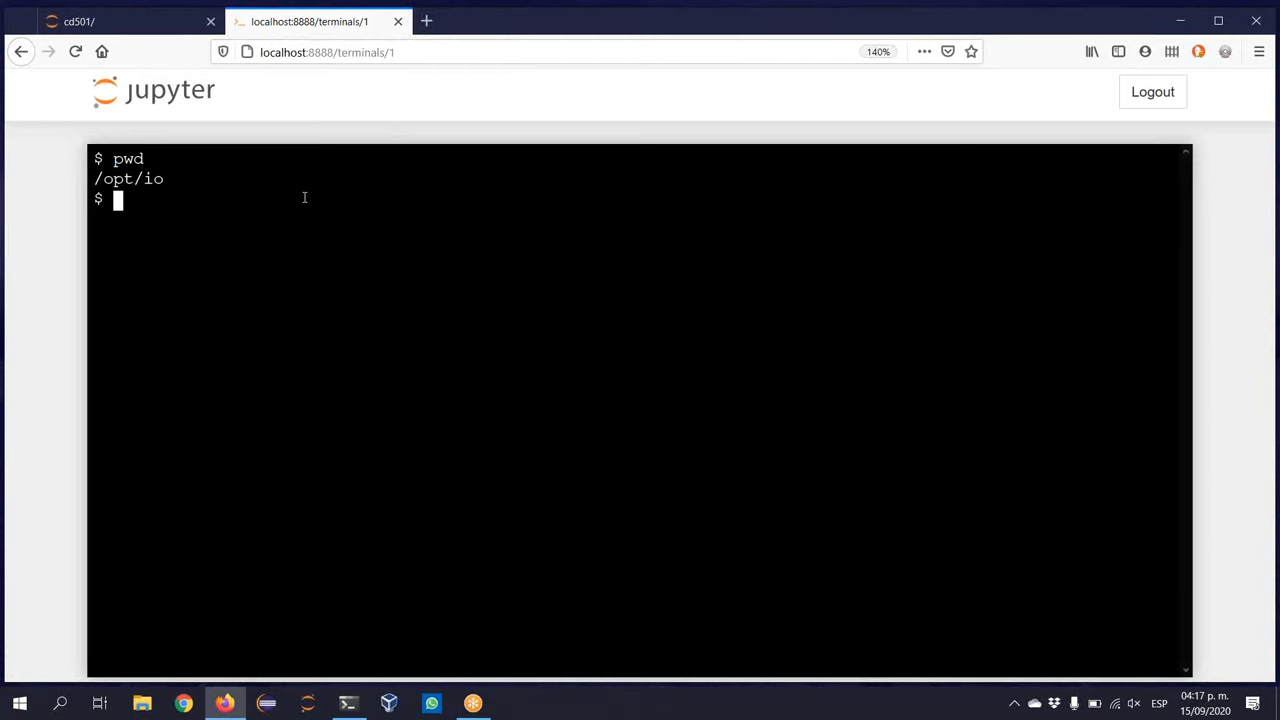 cd501/
localhost:8888/terminals/1
localhost:8888/terminals/1
140%
jupyter
Logout
$ pwd
/opt/io
$
ESP
04:17 p. m.
15/09/2020